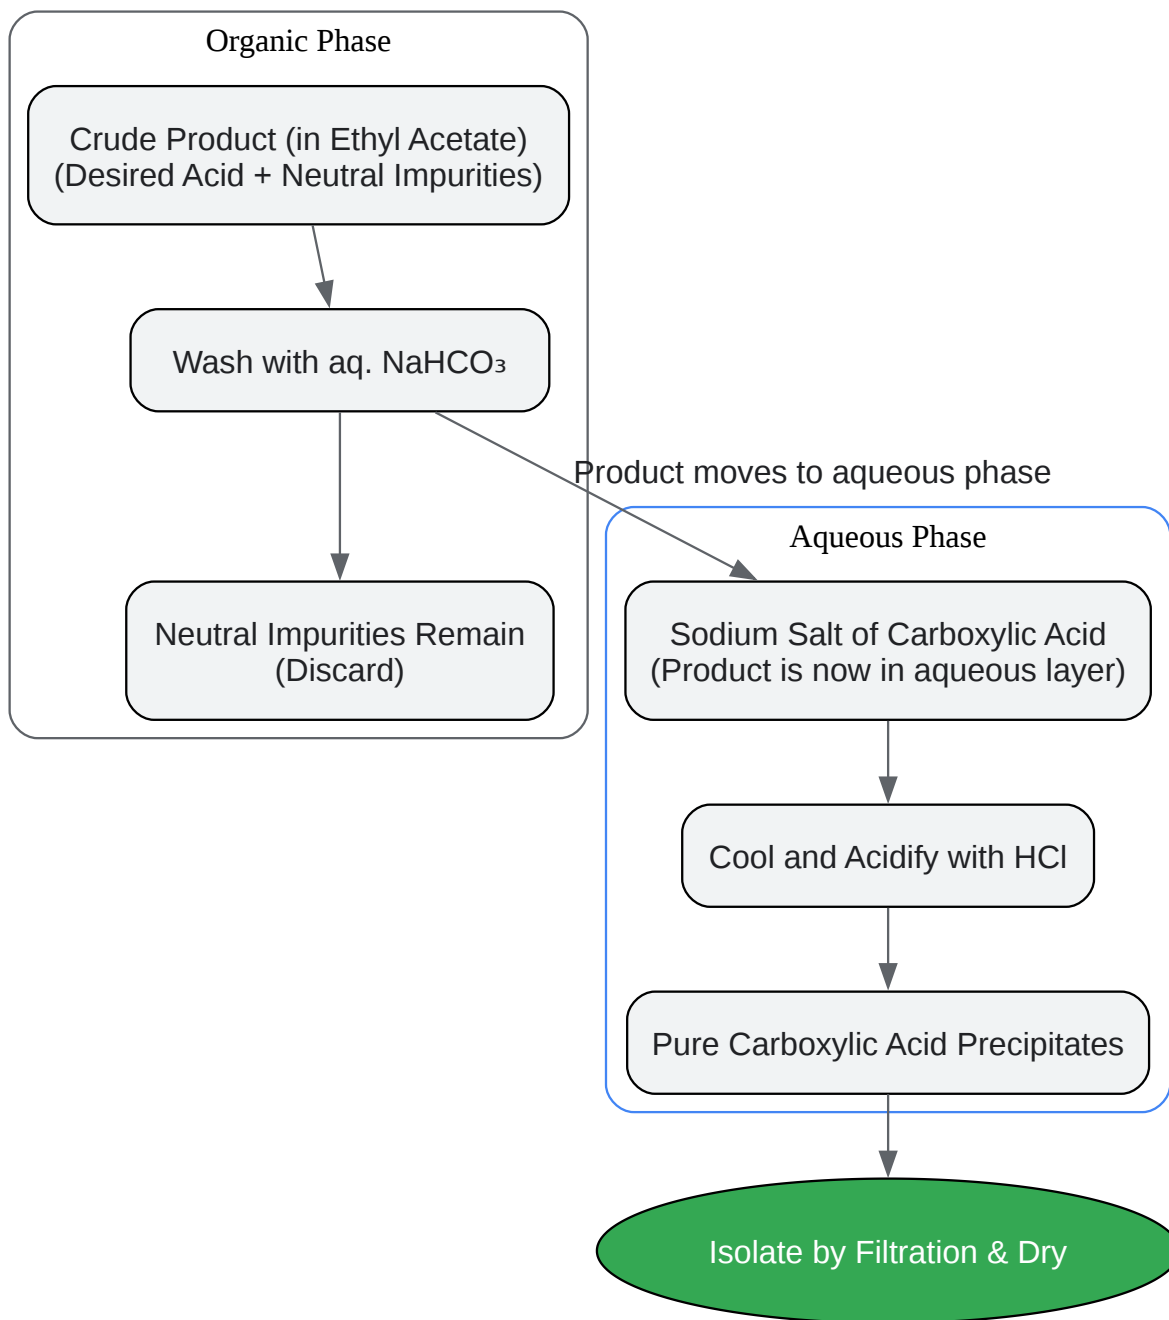 Organic Phase
Crude Product (in Ethyl Acetate)
(Desired Acid + Neutral Impurities)
Wash with aq. NaHCO₃
Product moves to aqueous phase
Neutral Impurities Remain
(Discard)
Aqueous Phase
Sodium Salt of Carboxylic Acid
(Product is now in aqueous layer)
Cool and Acidify with HCl
Pure Carboxylic Acid Precipitates
Isolate by Filtration & Dry